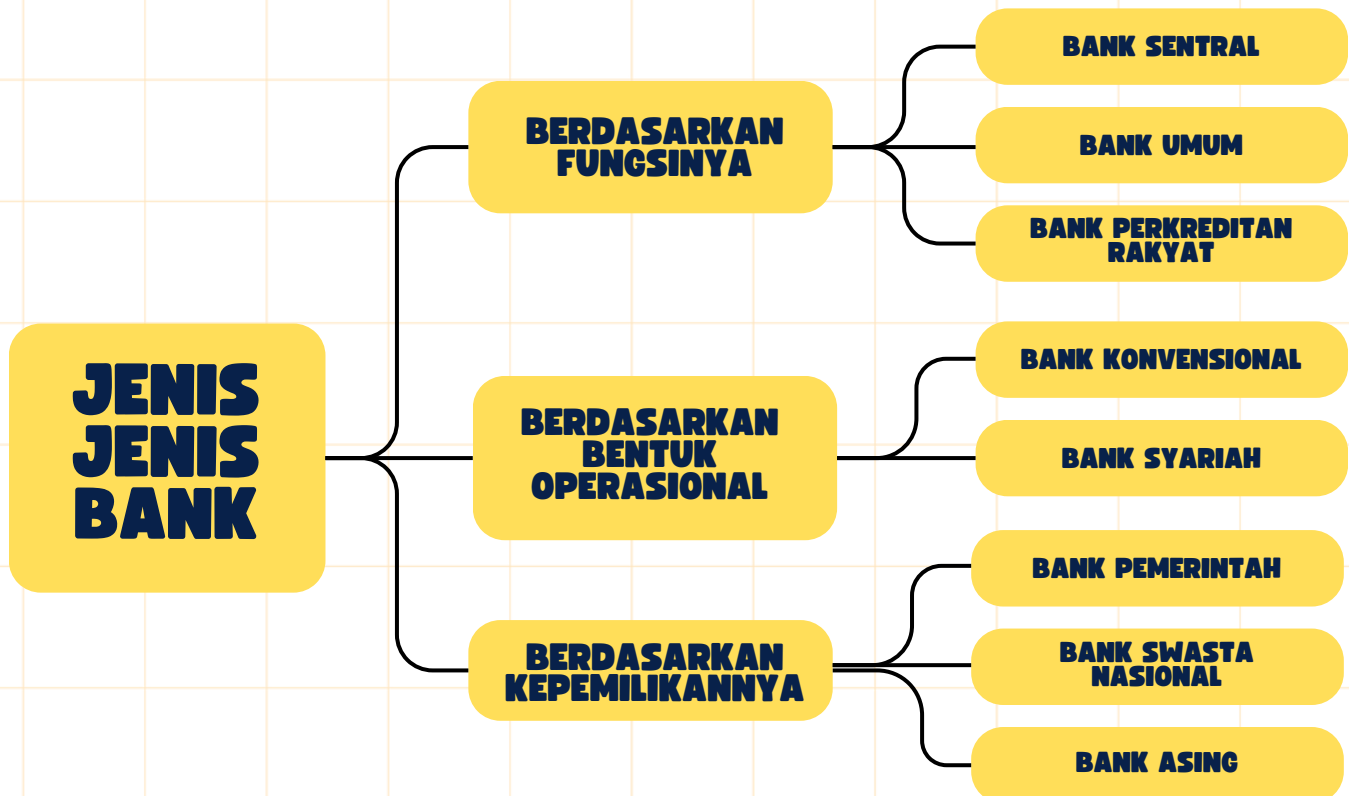 JENIS
JENIS
BANK
BERDASARKAN
FUNGSINYA
BANK SENTRAL
BANK UMUM
BANK PERKREDITAN
RAKYAT
BERDASARKAN
BENTUK
OPERASIONAL
BANK KONVENSIONAL
BANK SYARIAH
BERDASARKAN
KEPEMILIKANNYA
BANK PEMERINTAH
BANK SWASTA
NASIONAL
BANK ASING